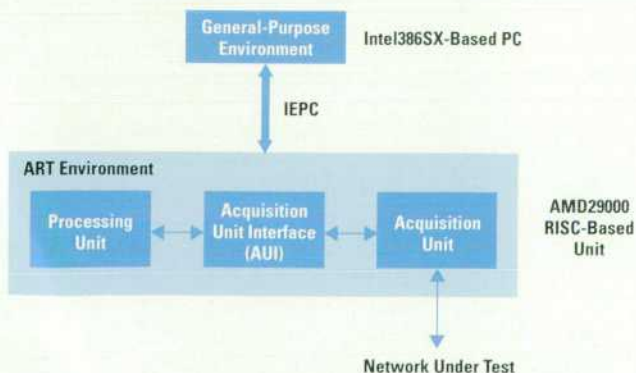 General-Purpose
Environment
Intel386SX-Based PC
IEPC
ART Environment
Processing
Unit
Acquisition
Unit Interface
(AUI)
Acquisition
Unit
AMD29000
RISC-Based
Unit
Network Under Test